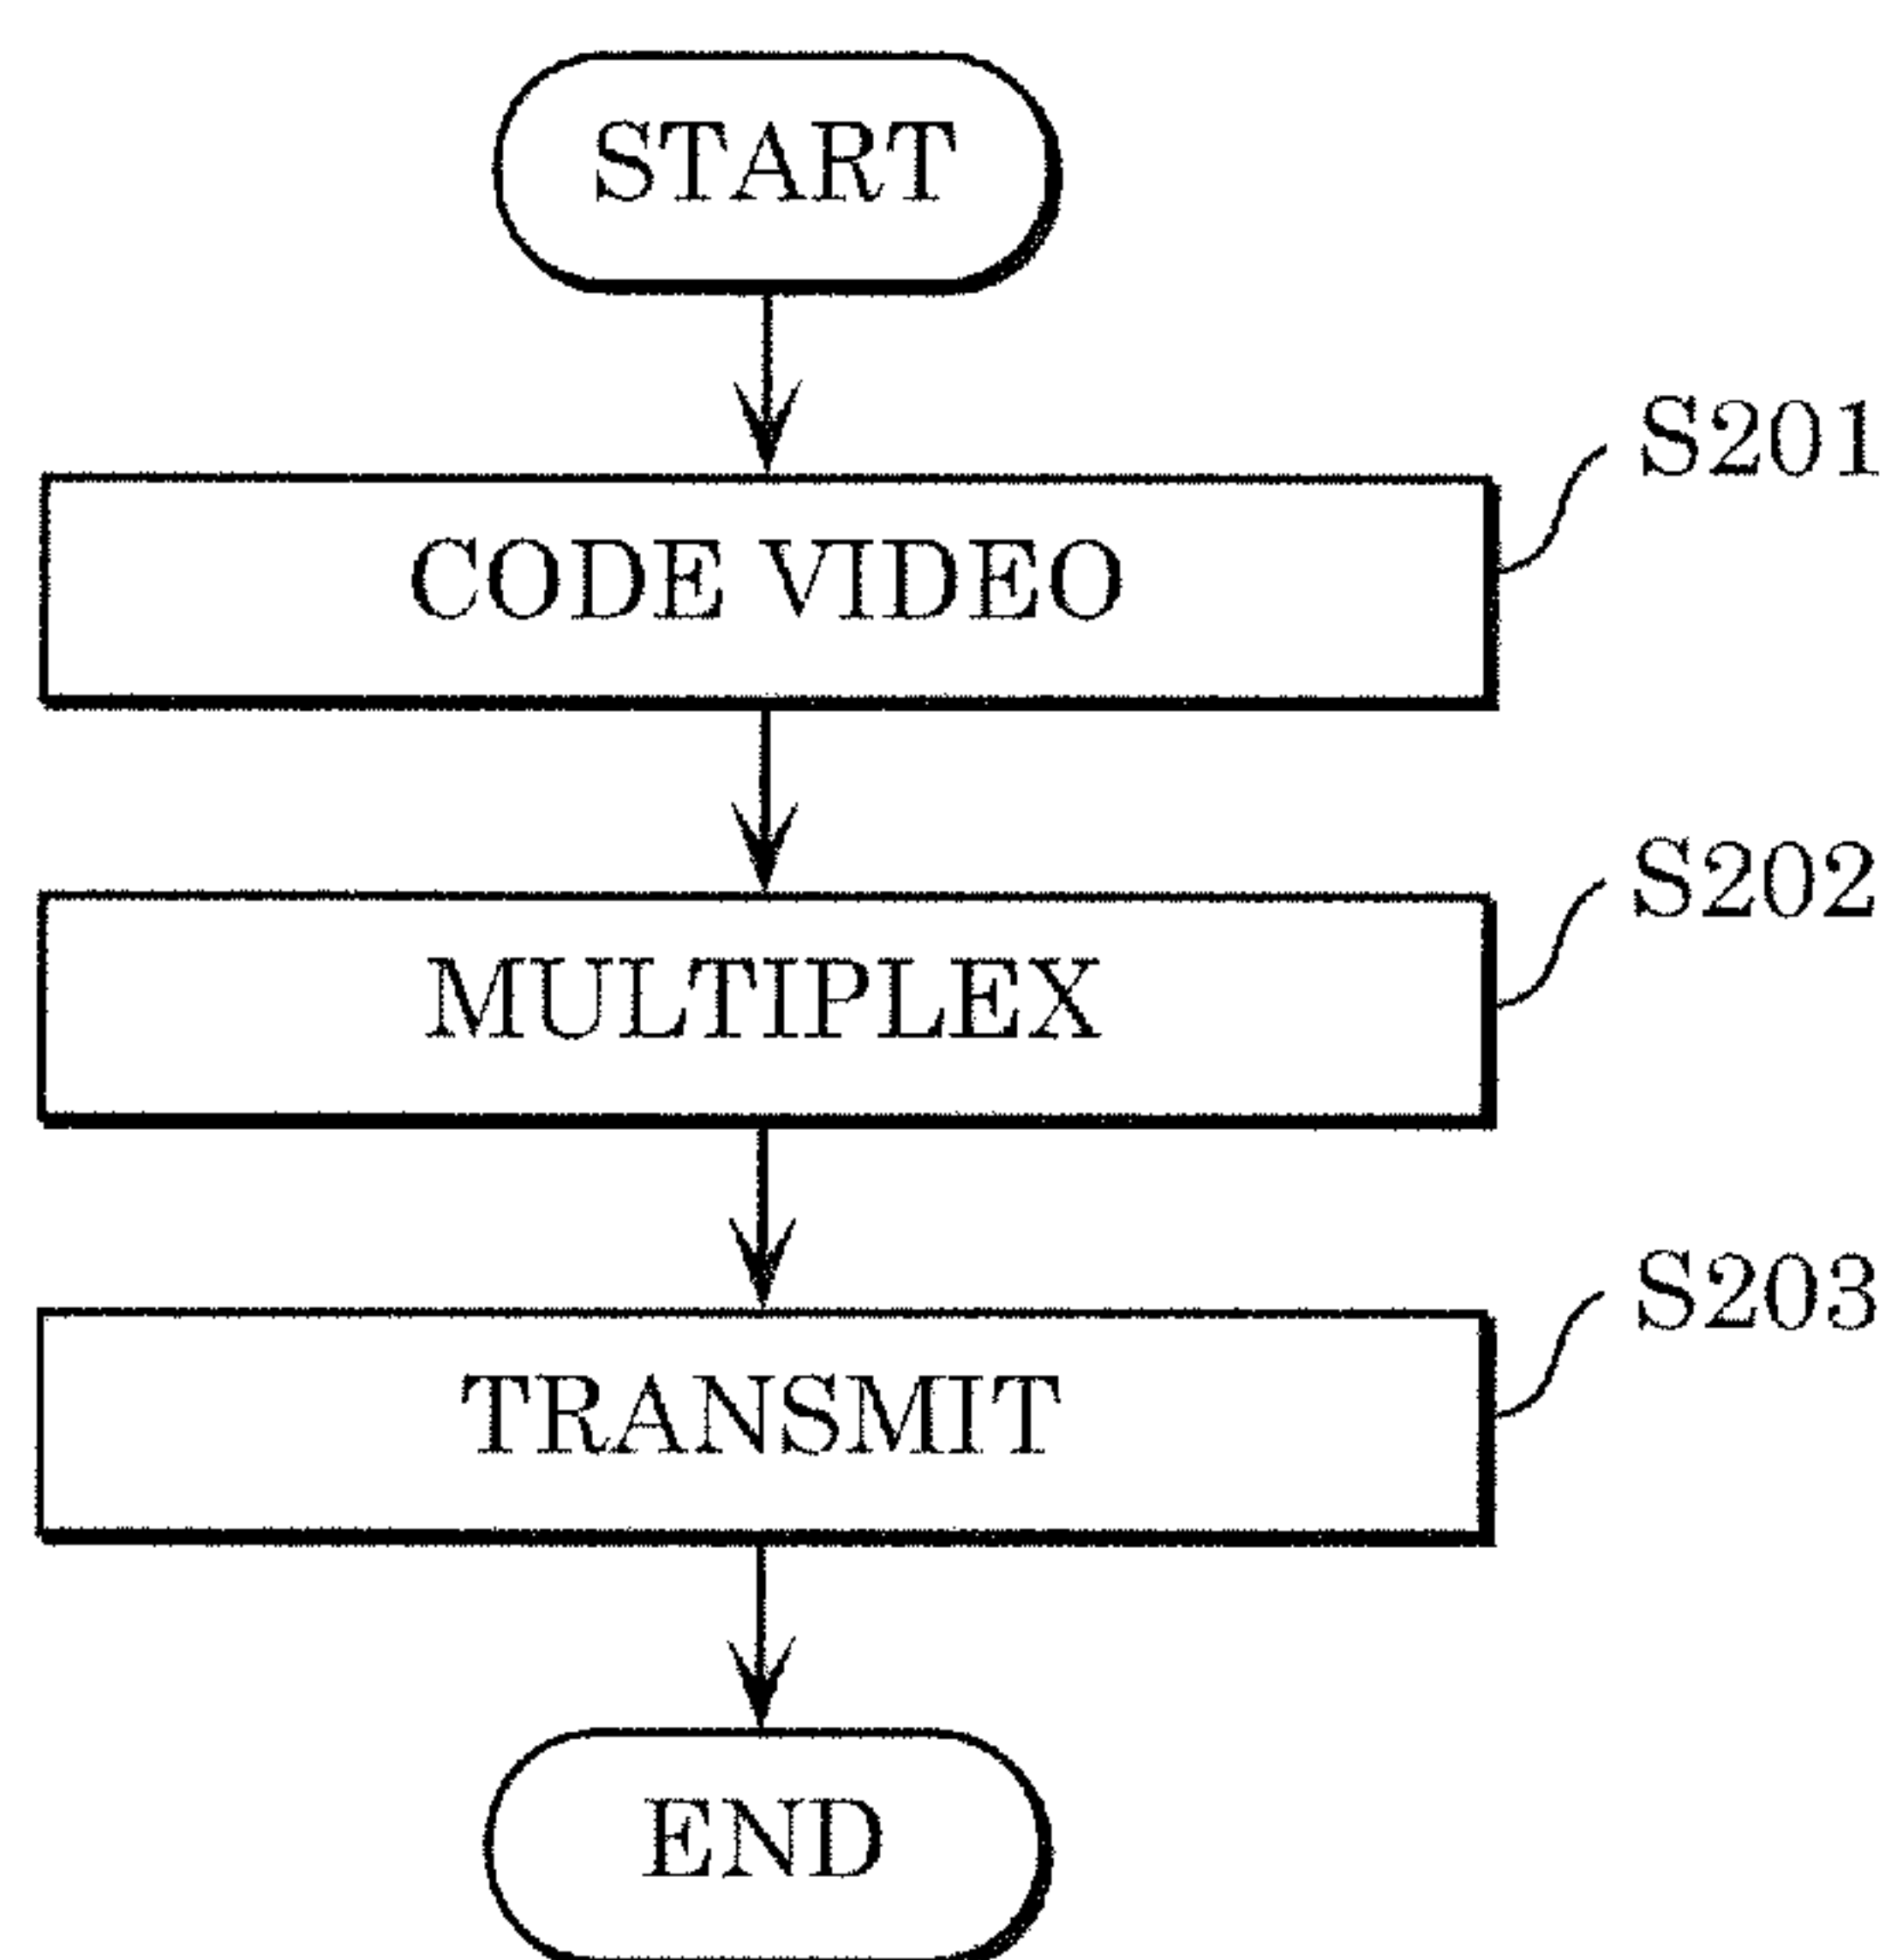 START
S201
CODE VIDEO
S202
MULTIPLEX
S203
TRANSMIT
END